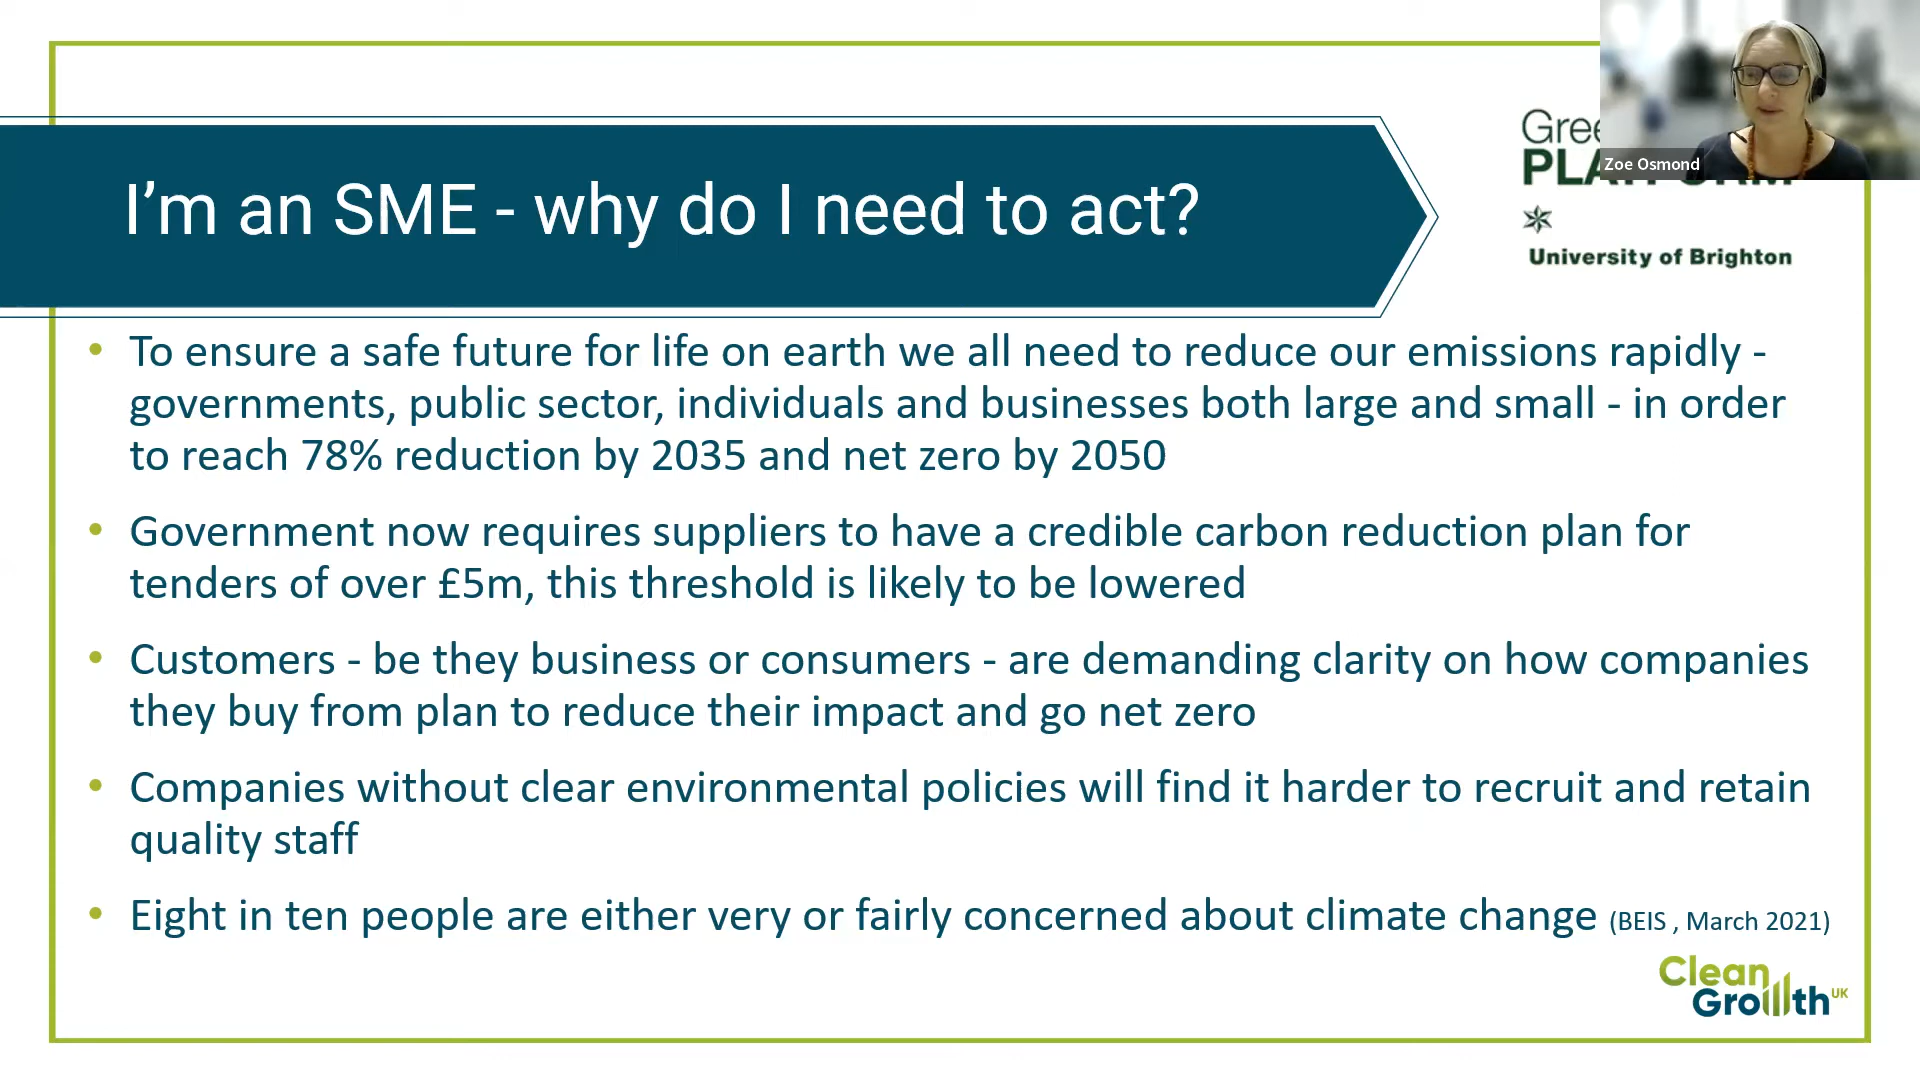 I’m an SME - why do I need to act?
Zoe Osmond
University of Brighton
• To ensure a safe future for life on earth we all need to reduce our emissions rapidly -
governments, public sector, individuals and businesses both large and small - in order
to reach 78% reduction by 2035 and net zero by 2050
• Government now requires suppliers to have a credible carbon reduction plan for
tenders of over £5m, this threshold is likely to be lowered
• Customers - be they business or consumers - are demanding clarity on how companies
they buy from plan to reduce their impact and go net zero
• Companies without clear environmental policies will find it harder to recruit and retain
quality staff
• Eight in ten people are either very or fairly concerned about climate change (BEIS , March 2021)
Clean
Growth UK